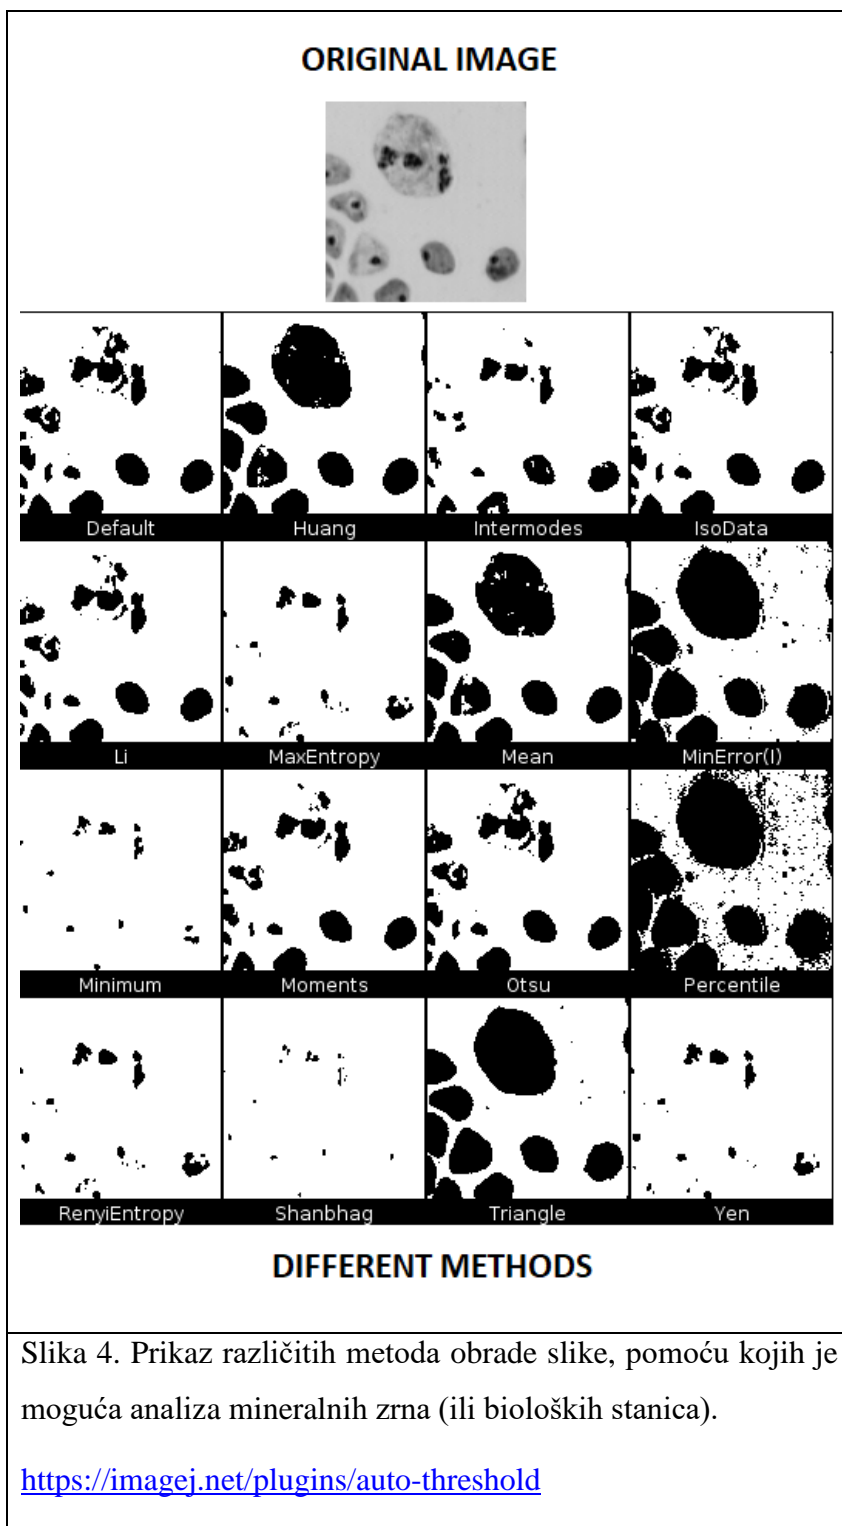 ORIGINAL IMAGE
Default Huang Intermodes IsoData
Li MaxEntropy Mean MinError(I)
Minimum Moments Otsu Percentile
RenyiEntropy Shanbhag Triangle Yen
DIFFERENT METHODS
Slika 4. Prikaz različitih metoda obrade slike, pomoću kojih je
moguća analiza mineralnih zrna (ili bioloških stanica).
https://imagej.net/plugins/auto-threshold